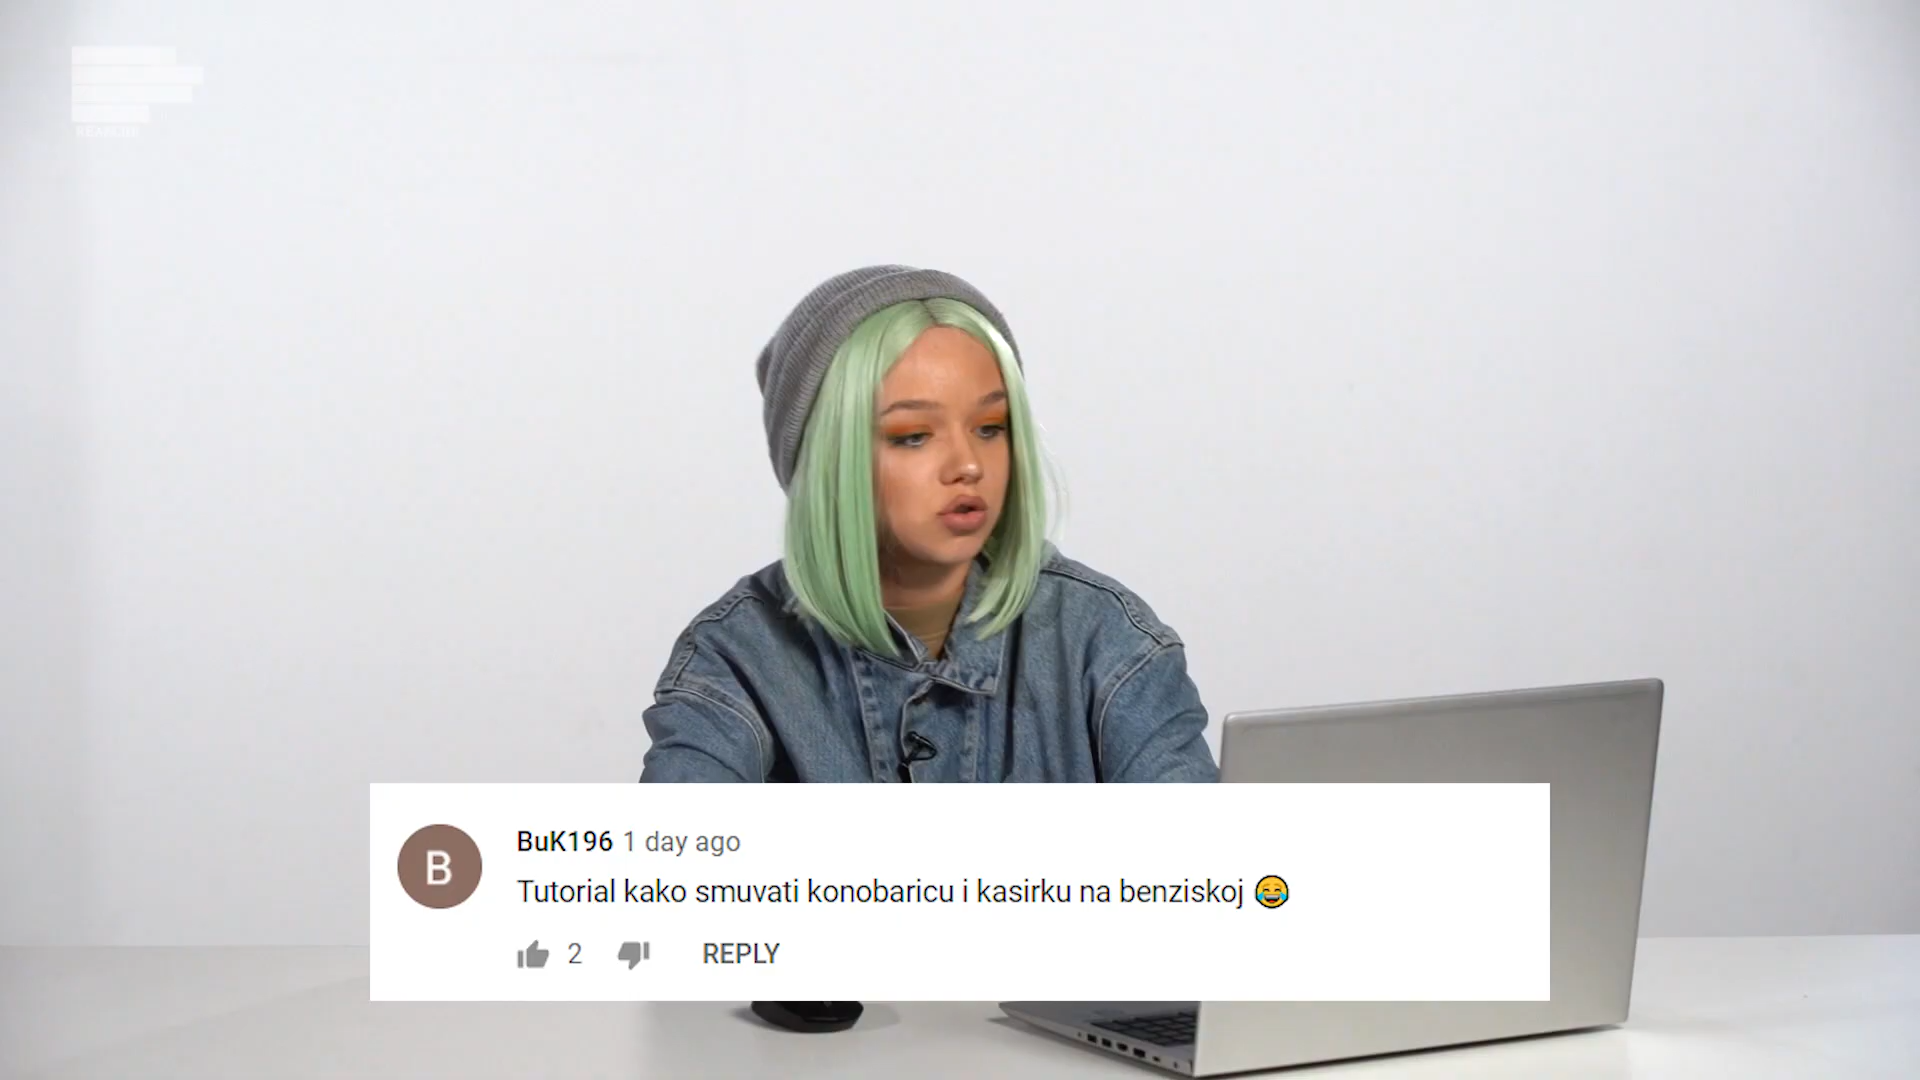 B
BuK196 1 day ago
Tutorial kako smuvati konobaricu i kasirku na benziskoj 😂
2
REPLY